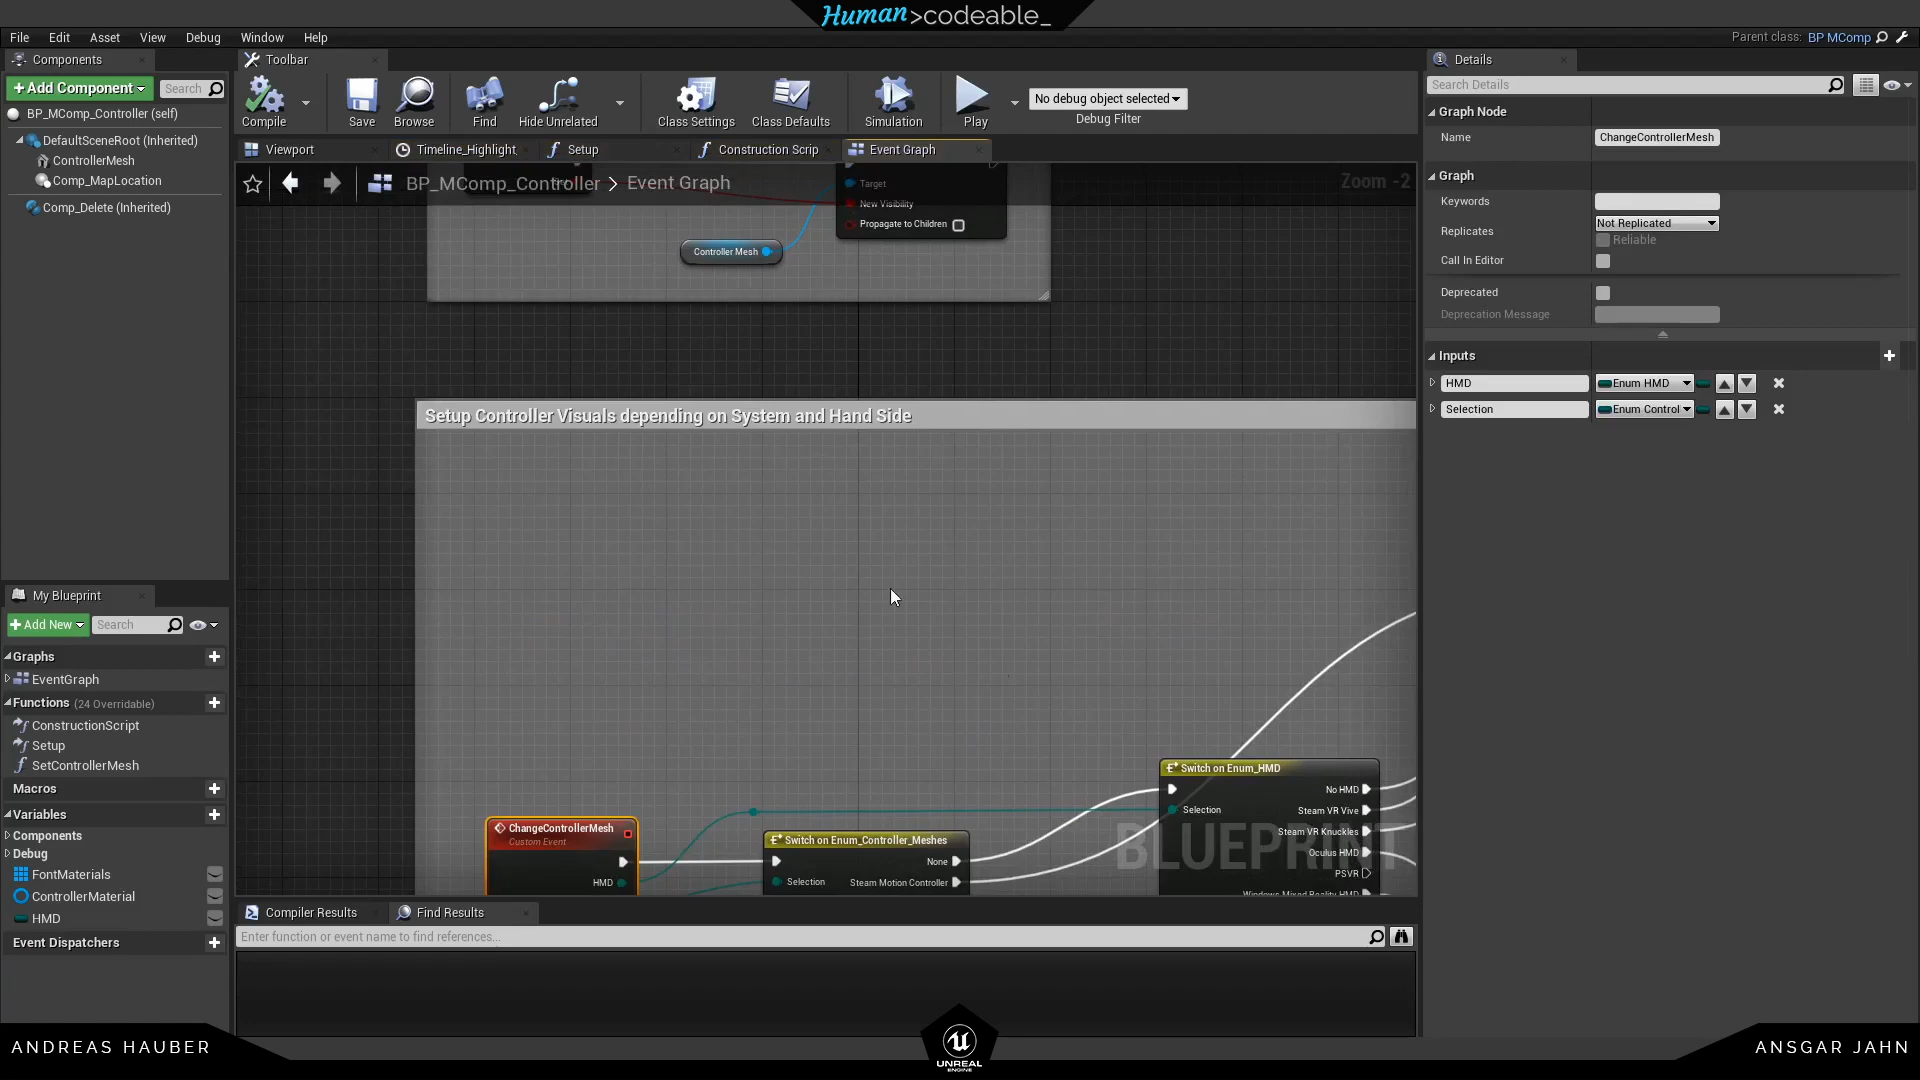 Human>codeable_
File Edit Asset View Debug Window Help
Parent class: BP MComp
Components
Toolbar
Details
+Add Component
Search
Compile
Save
Browse
Find
Hide Unrelated
Class Settings
Class Defaults
Simulation
Play
No debug object selected
Debug Filter
Search Details
BP_MComp_Controller (self)
DefaultSceneRoot (Inherited)
ControllerMesh
Comp_MapLocation
Comp_Delete (Inherited)
Viewport
Timeline_Highlight
Setup
Construction Scrip
Event Graph
BP_MComp_Controller > Event Graph
Zoom -2
Target
New Visibility
Propagate to Children
Controller Mesh
Setup Controller Visuals depending on System and Hand Side
ChangeControllerMesh
Custom Event
HMD
Switch on Enum_Controller_Meshes
None
Selection
Steam Motion Controller
Switch on Enum_HMD
No HMD
Selection
Steam VR Vive
Steam VR Knuckles
Oculus HMD
PSVR
Windows Mixed Reality HMD
BLUEPRINT
Graph Node
Name
ChangeControllerMesh
Graph
Keywords
Replicates
Not Replicated
Reliable
Call In Editor
Deprecated
Deprecation Message
Inputs
HMD
Enum HMD
Selection
Enum Control
My Blueprint
+Add New
Search
Graphs
EventGraph
Functions (24 Overridable)
ConstructionScript
Setup
SetControllerMesh
Macros
Variables
Components
Debug
FontMaterials
ControllerMaterial
HMD
Event Dispatchers
Compiler Results
Find Results
Enter function or event name to find references...
ANDREAS HAUBER
UNREAL
ENGINE
ANSGAR JAHN